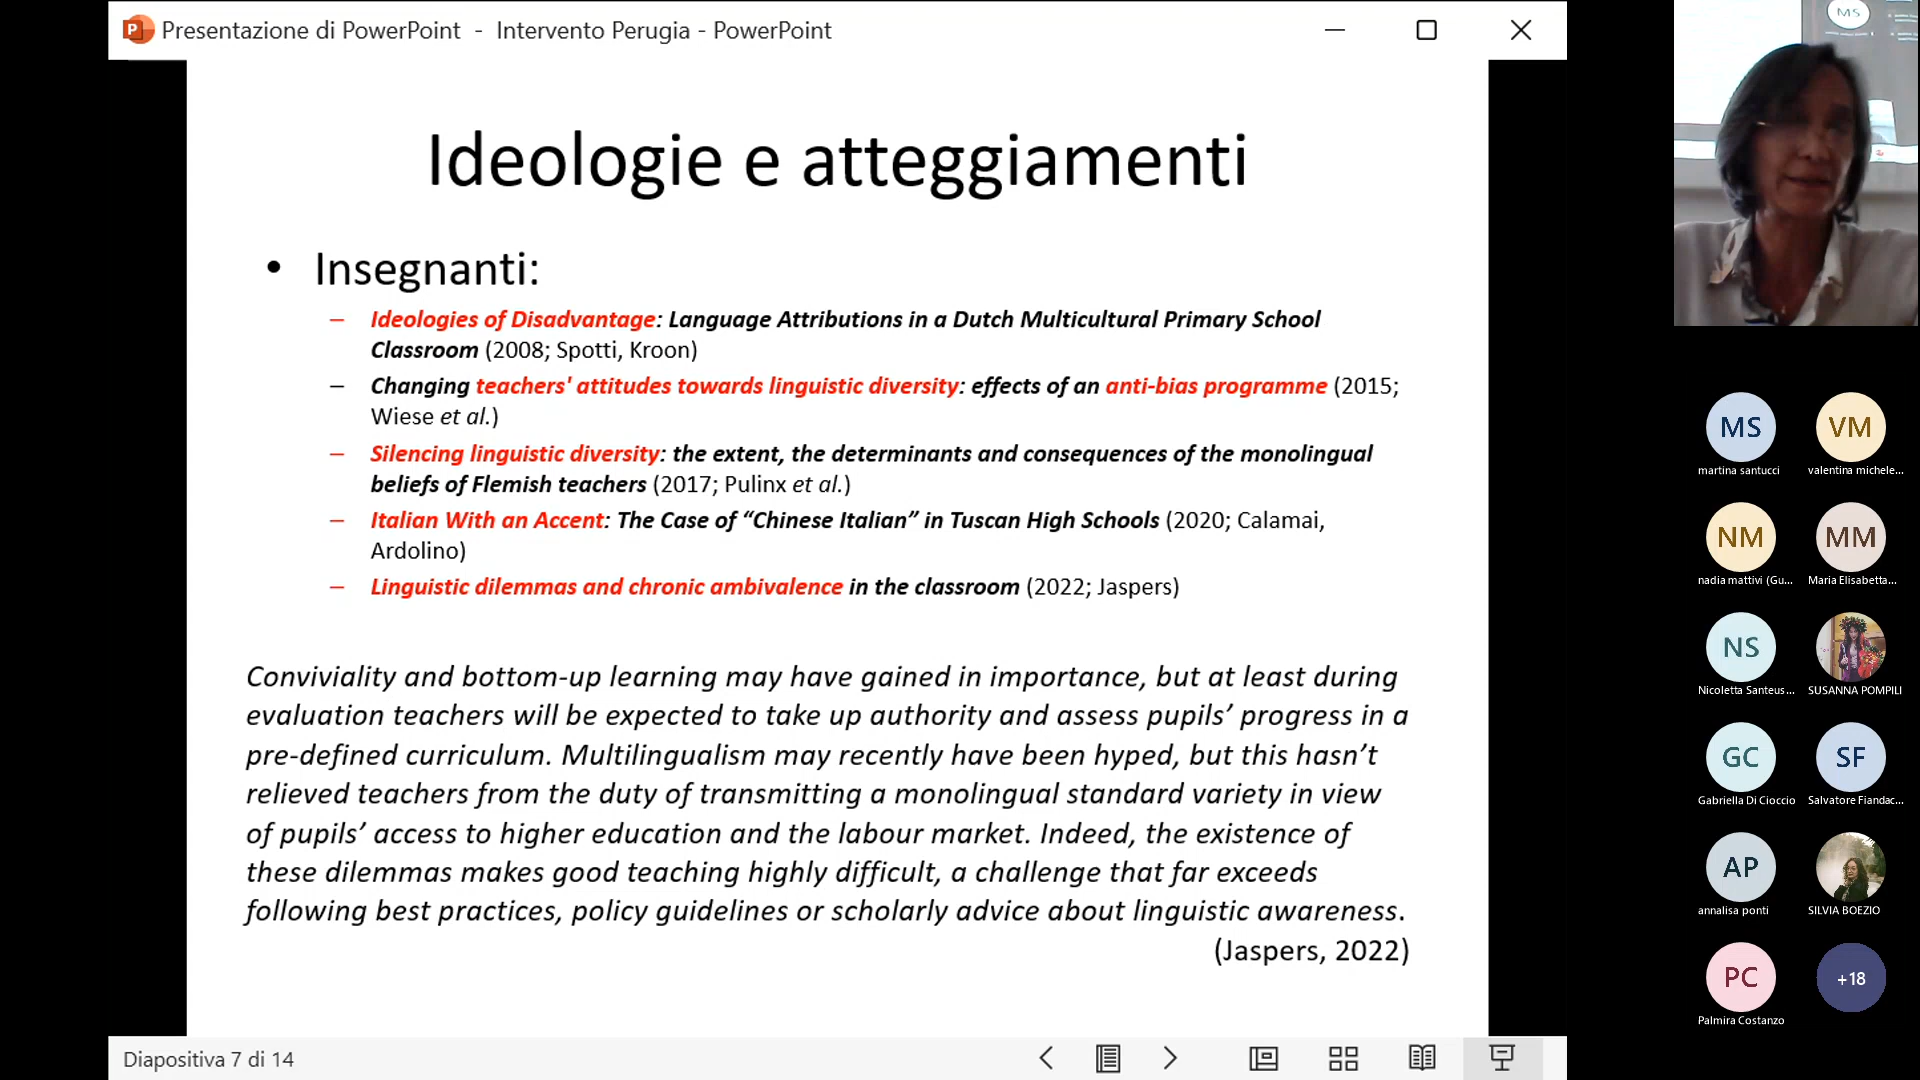 Presentazione di PowerPoint - Intervento Perugia - PowerPoint
MS
Ideologie e atteggiamenti
• Insegnanti:
– Ideologies of Disadvantage: Language Attributions in a Dutch Multicultural Primary School
Classroom (2008; Spotti, Kroon)
– Changing teachers' attitudes towards linguistic diversity: effects of an anti-bias programme (2015;
Wiese et al.)
– Silencing linguistic diversity: the extent, the determinants and consequences of the monolingual
beliefs of Flemish teachers (2017; Pulinx et al.)
– Italian With an Accent: The Case of “Chinese Italian” in Tuscan High Schools (2020; Calamai,
Ardolino)
– Linguistic dilemmas and chronic ambivalence in the classroom (2022; Jaspers)
Conviviality and bottom-up learning may have gained in importance, but at least during
evaluation teachers will be expected to take up authority and assess pupils’ progress in a
pre-defined curriculum. Multilingualism may recently have been hyped, but this hasn’t
relieved teachers from the duty of transmitting a monolingual standard variety in view
of pupils’ access to higher education and the labour market. Indeed, the existence of
these dilemmas makes good teaching highly difficult, a challenge that far exceeds
following best practices, policy guidelines or scholarly advice about linguistic awareness.
(Jaspers, 2022)
Diapositiva 7 di 14
MS VM
martina santucci valentina michele...
NM MM
nadia mattivi (Gu... Maria Elisabetta...
NS
Nicoletta Santeus... SUSANNA POMPILI
GC SF
Gabriella Di Cioccio Salvatore Fiandac...
AP
annalisa ponti SILVIA BOEZIO
PC +18
Palmira Costanzo